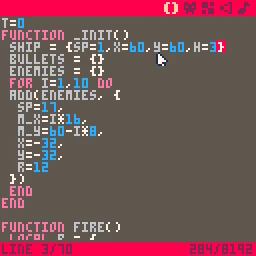 T=0
FUNCTION _INIT()
 SHIP = {SP=1,X=60,Y=60,H=3}
 BULLETS = {}
 ENEMIES = {}
 FOR I=1,10 DO
 ADD(ENEMIES, {
  SP=17,
  M_X=I*16,
  M_Y=60-I*8,
  X=-32,
  Y=-32,
  R=12
 })
 END
END

FUNCTION FIRE()
LINE 3/70 284/8192